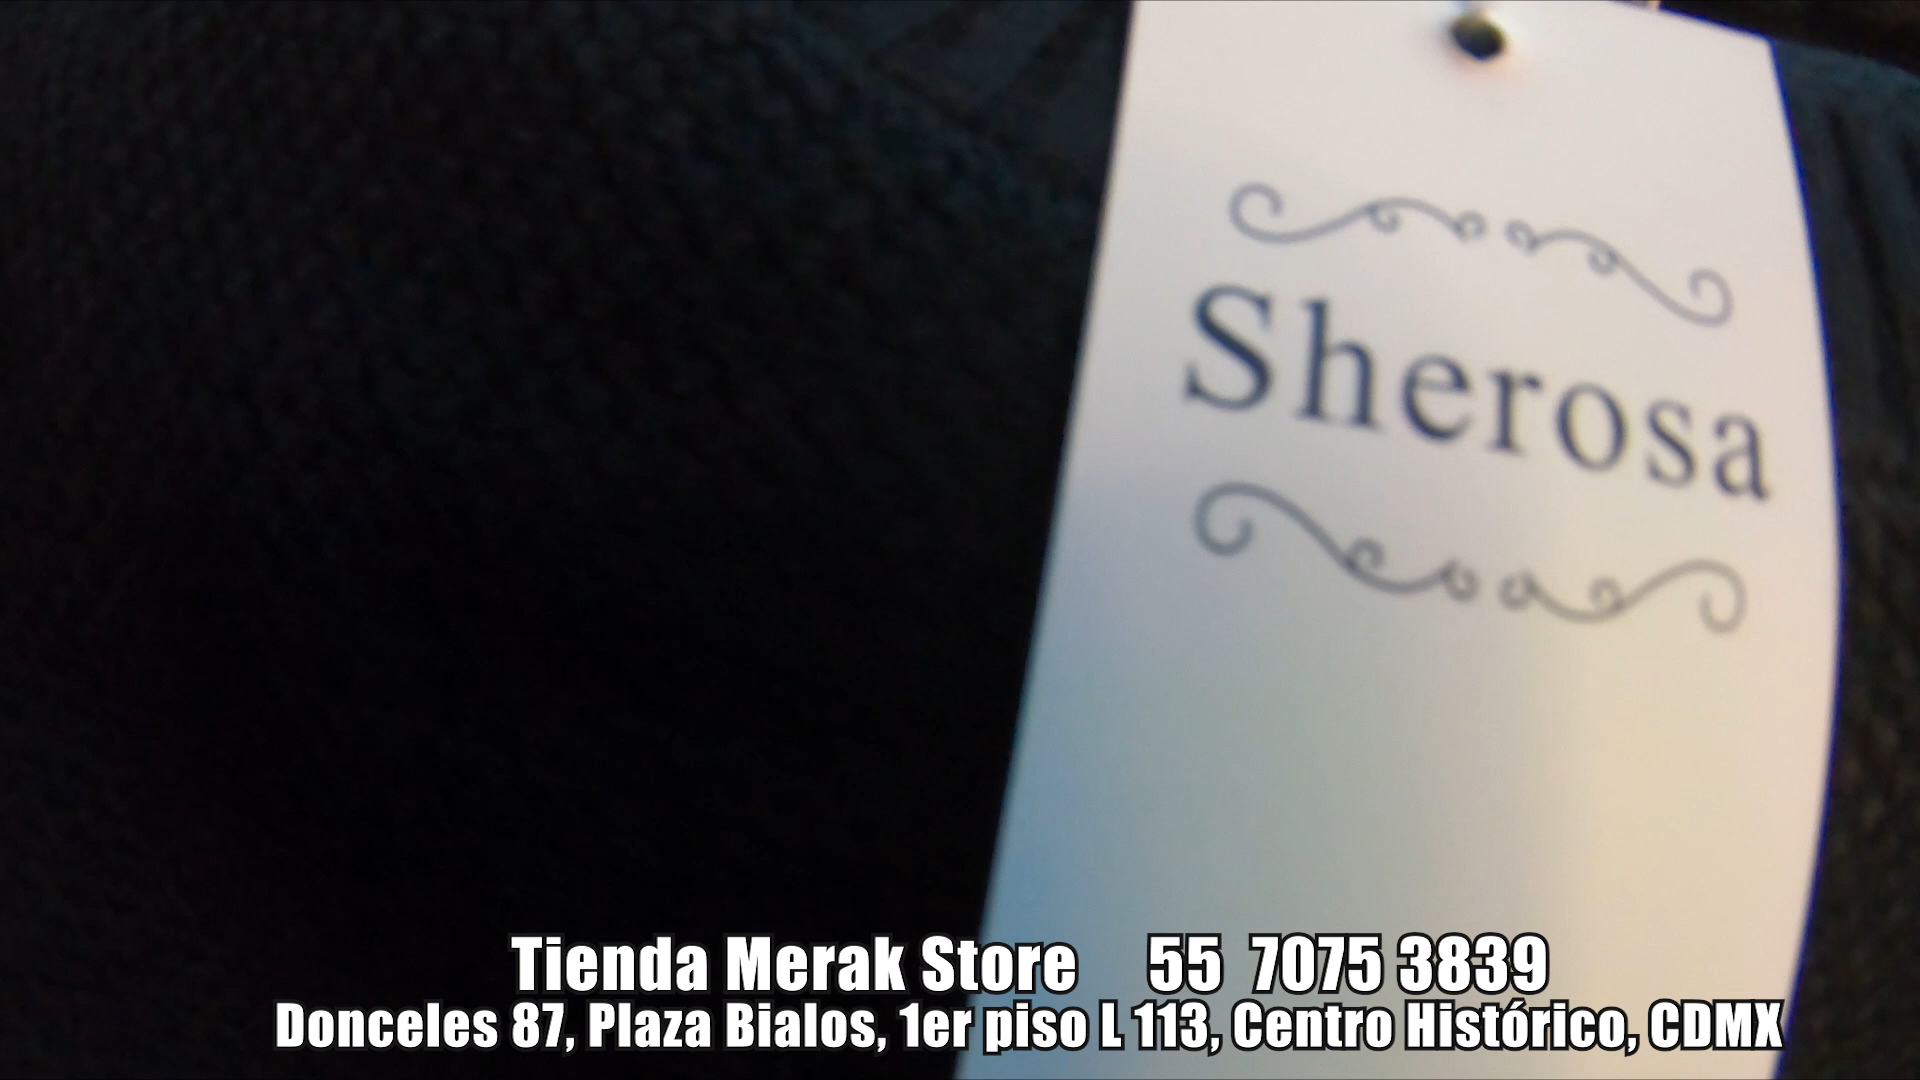 Sherosa
Tienda Merak Store 55 7075 3839
Donceles 87, Plaza Bialos, 1er piso L 113, Centro Histórico, CDMX